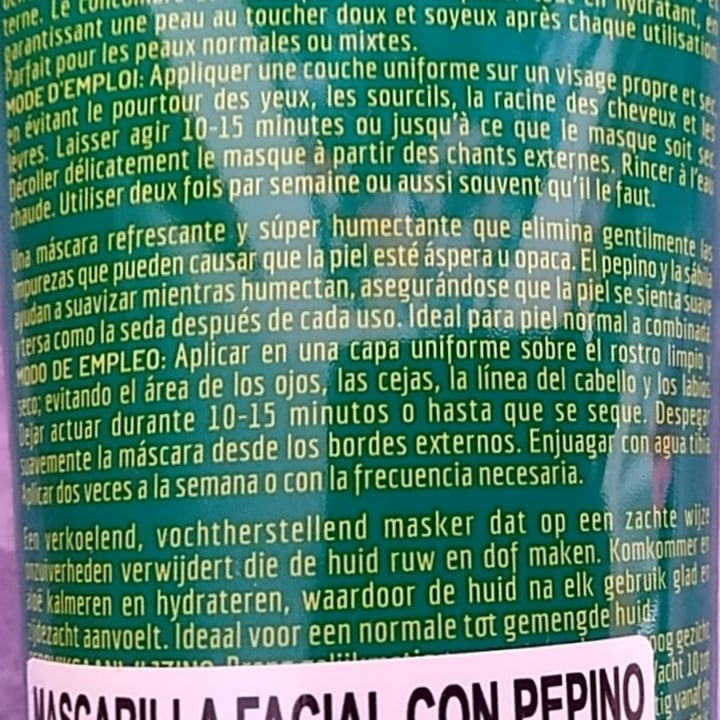 terne. Le hydratant, en
garantissant une peau au toucher doux et soyeux après chaque utilisation
Parfait pour les peaux normales ou mixtes.
MODE D'EMPLOI: Appliquer une couche uniforme sur un visage propre et sec
en évitant le pourtour des yeux, les sourcils, la racine des cheveux et les
lèvres. Laisser agir 10-15 minutes ou jusqu'à ce que le masque soit sec
Décoller délicatement le masque à partir des chants externes. Rincer à l'eau
chaude. Utiliser deux fois par semaine ou aussi souvent qu'il le faut.
Una máscara refrescante y súper humectante que elimina gentilmente las
impurezas que pueden causar que la piel esté áspera u opaca. El pepino y la sábila
ayudan a suavizar mientras humectan, asegurándose que la piel se sienta suave
y tersa como la seda después de cada uso. Ideal para piel normal a combinada
MODO DE EMPLEO: Aplicar en una capa uniforme sobre el rostro limpio y
seco; evitando el área de los ojos, las cejas, la línea del cabello y los labios
Dejar actuar durante 10-15 minutos o hasta que se seque. Despegar
suavemente la máscara desde los bordes externos. Enjuagar con agua tibia
Aplicar dos veces a la semana o con la frecuencia necesaria.
Een verkoelend, vochtherstellend masker dat op een zachte wijze
onzuiverheden verwijdert die de huid ruw en dof maken. Komkommer en
aloë kalmeren en hydrateren, waardoor de huid na elk gebruik glad en
zijdezacht aanvoelt. Ideaal voor een normale tot gemengde huid.
oog gezicht
acht 10 tot
tig vanaf de
MASCARILLA FACIAL CON PEPINO